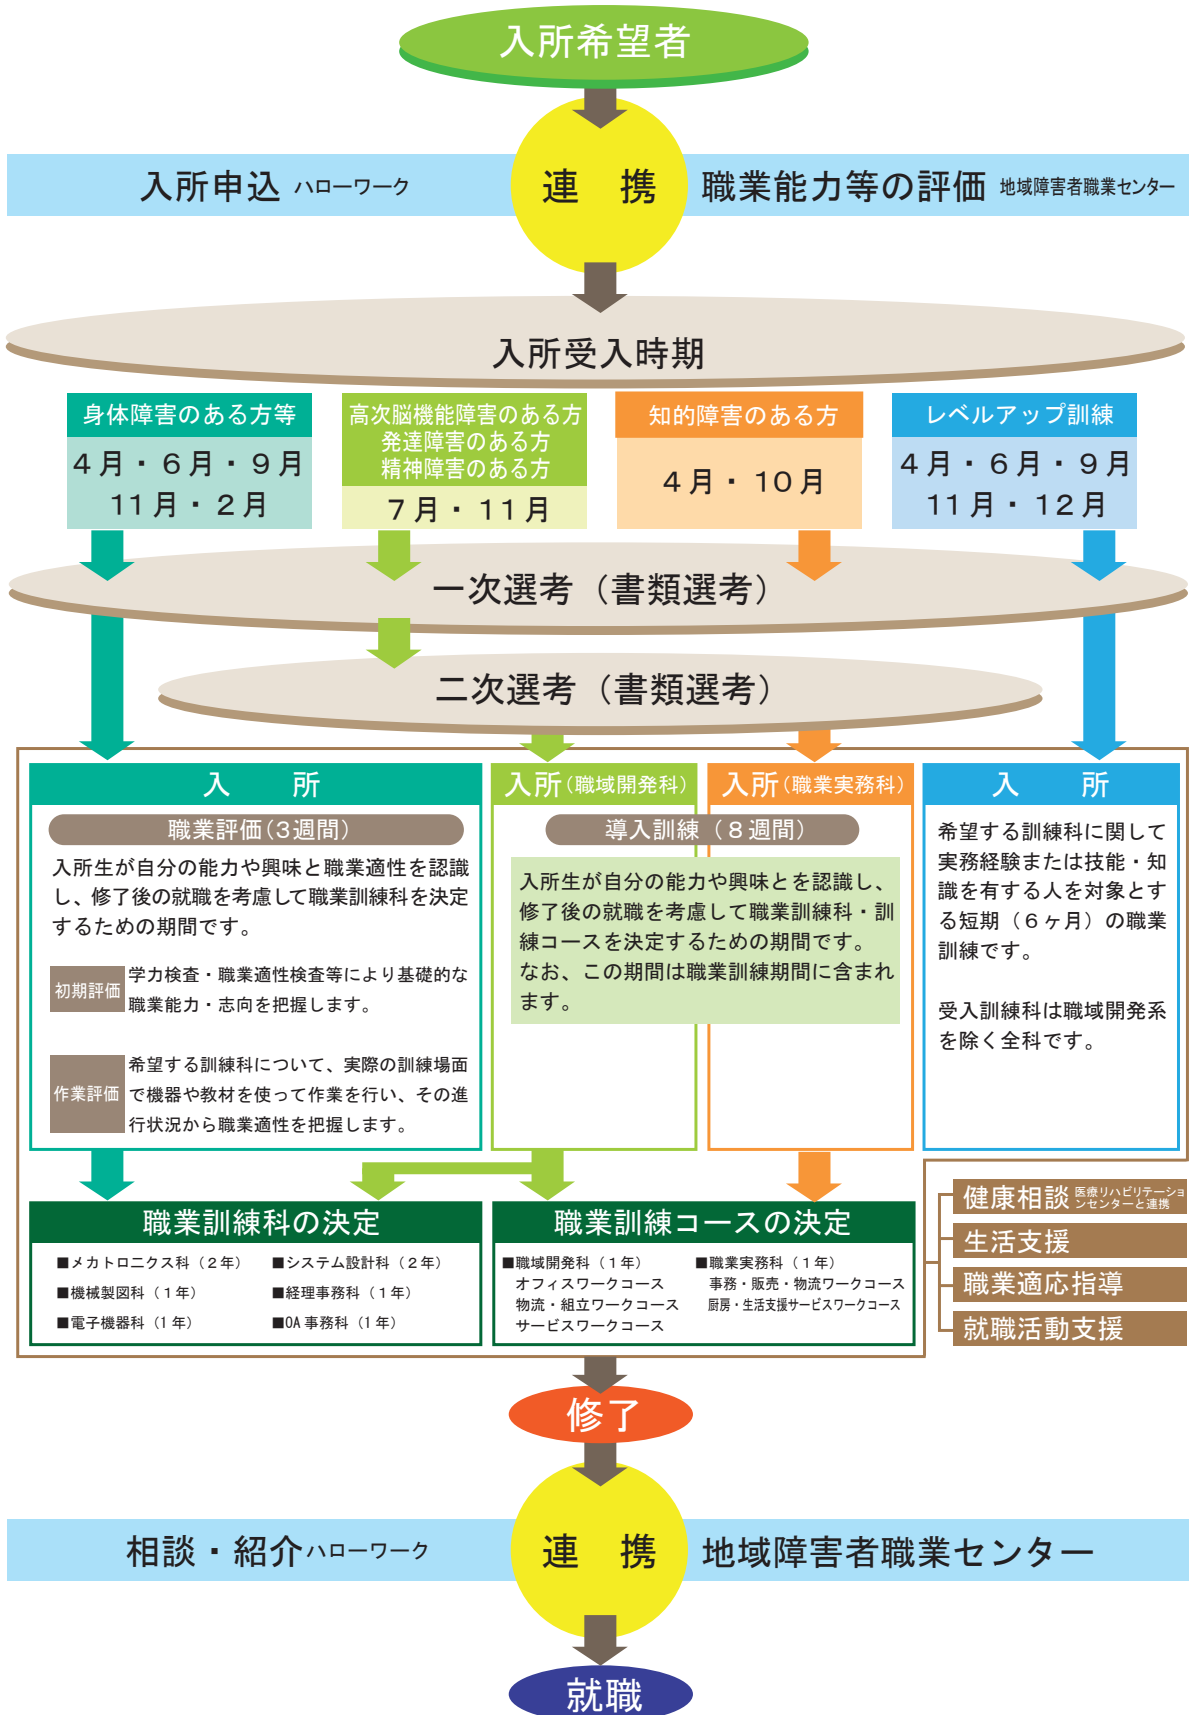 入所希望者
入所申込 ハローワーク
連 携
職業能力等の評価 地域障害者職業センター
入所受入時期
身体障害のある方等
4月・6月・9月
11月・2月
高次脳機能障害のある方
発達障害のある方
精神障害のある方
7月・11月
知的障害のある方
4月・10月
レベルアップ訓練
4月・6月・9月
11月・12月
一次選考（書類選考）
二次選考（書類選考）
入 所
職業評価(3週間)
入所生が自分の能力や興味と職業適性を認識
し、修了後の就職を考慮して職業訓練科を決定
するための期間です。
初期評価
学力検査・職業適性検査等により基礎的な
職業能力・志向を把握します。
作業評価
希望する訓練科について、実際の訓練場面
で機器や教材を使って作業を行い、その進
行状況から職業適性を把握します。
入所（職域開発科）
入所（職業実務科）
導入訓練（8週間）
入所生が自分の能力や興味とを認識し、
修了後の就職を考慮して職業訓練科・訓
練コースを決定するための期間です。
なお、この期間は職業訓練期間に含まれ
ます。
入 所
希望する訓練科に関して
実務経験または技能・知
識を有する人を対象とす
る短期（6ヶ月）の職業
訓練です。
受入訓練科は職域開発系
を除く全科です。
職業訓練科の決定
■メカトロニクス科（2年）
■システム設計科（2年）
■機械製図科（1年）
■経理事務科（1年）
■電子機器科（1年）
■OA事務科（1年）
職業訓練コースの決定
■職域開発科（1年）
オフィスワークコース
物流・組立ワークコース
サービスワークコース
■職業実務科（1年）
事務・販売・物流ワークコース
厨房・生活支援サービスワークコース
健康相談 医療リハビリテーショ
ンセンターと連携
生活支援
職業適応指導
就職活動支援
修了
相談・紹介 ハローワーク
連 携
地域障害者職業センター
就職